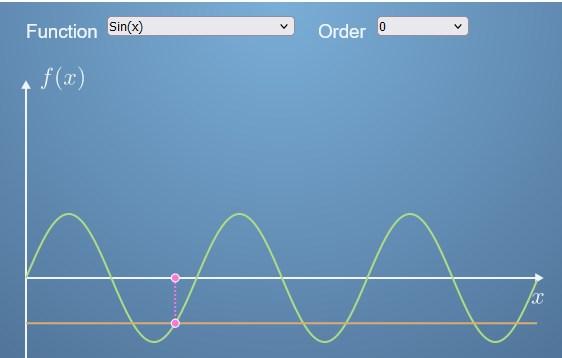 Function Sin(x) Order 0
f(x)
x